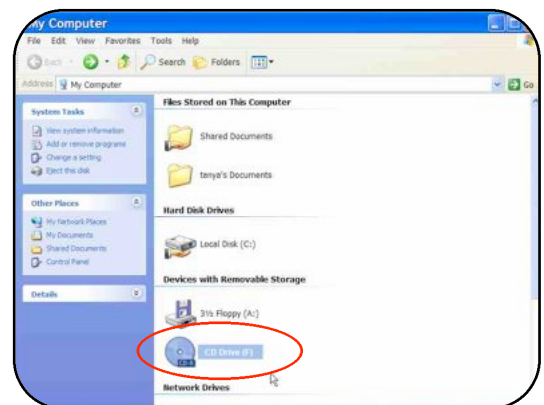 My Computer
File Edit View Favorites Tools Help
Back Search Folders
Address My Computer Go
Files Stored on This Computer
System Tasks
View system information
Add or remove programs
Change a setting
Eject this disk
Shared Documents
tanya's Documents
Other Places
My Network Places
My Documents
Shared Documents
Control Panel
Hard Disk Drives
Local Disk (C:)
Devices with Removable Storage
Details
3½ Floppy (A:)
CD Drive (F)
CD-R
Network Drives